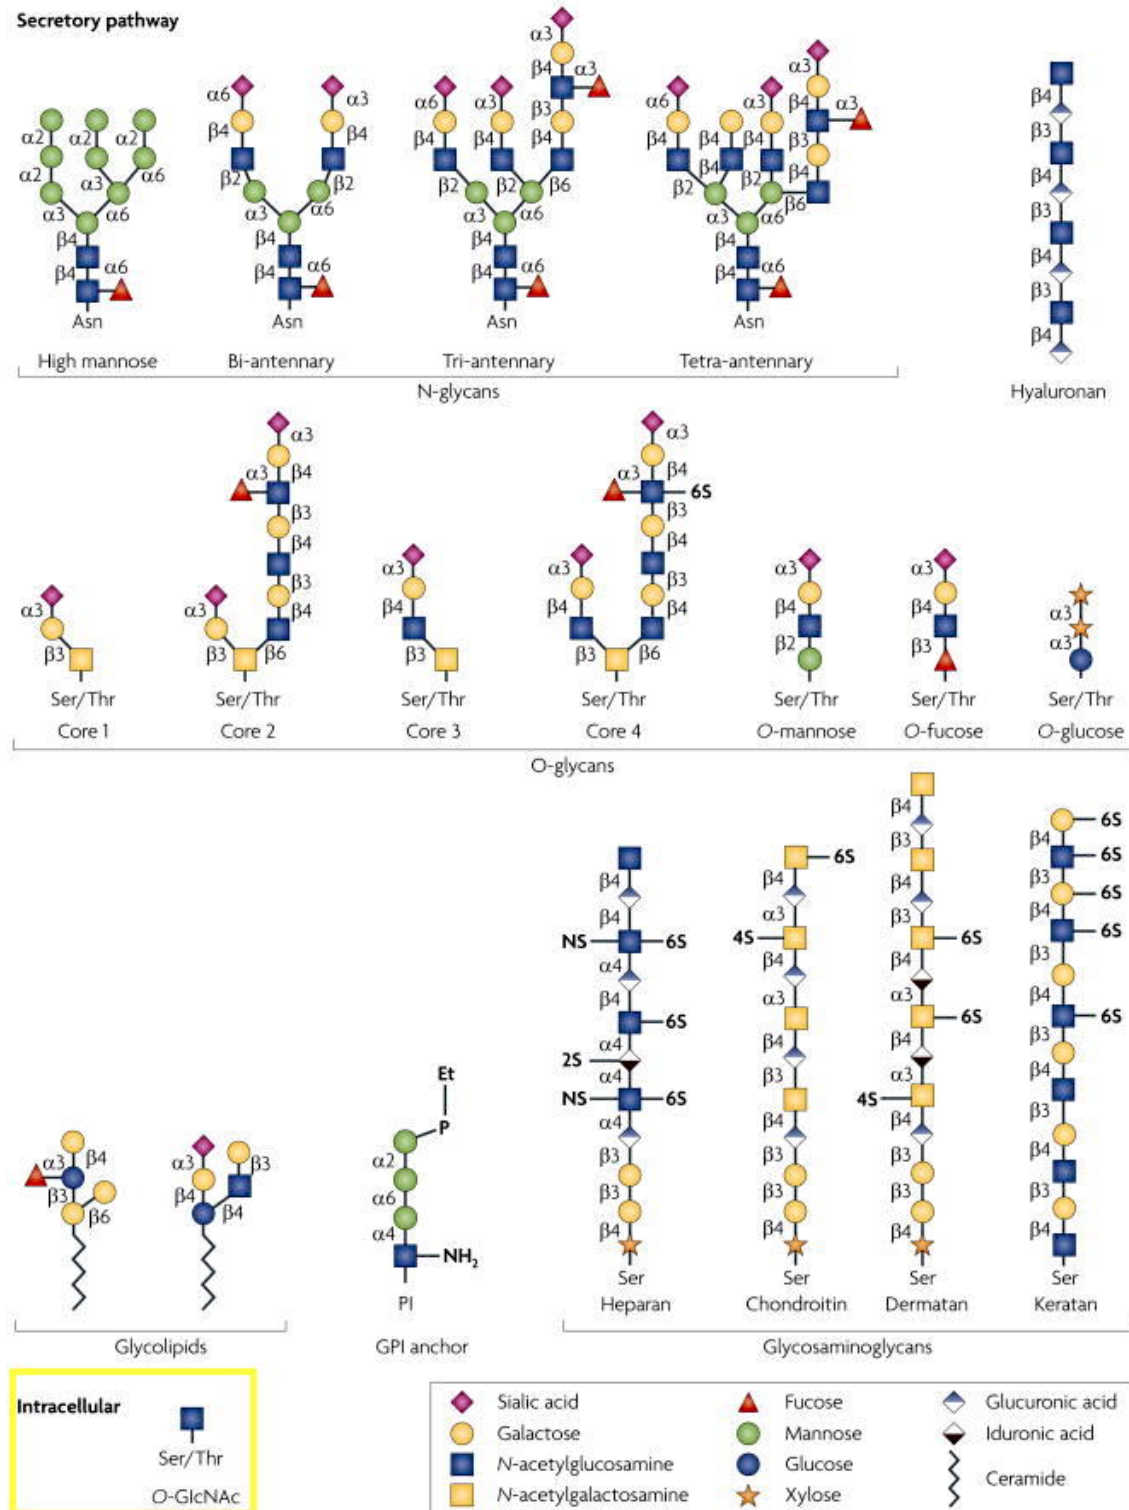 Secretory pathway
α3
β4 α3
α6 α3 α6 α3 β3 α6 α3 α3
β4 α3
β4 β4 β4 β4 β4 β4 β4 β4 β3
α2 α2 α2 β4
β4
α2 α3 α6 β2 β2 β2 β2 β6 β2 β2 β6
α3 α6 α3 α6 α3 α6 α3 α6
β4 β4 β4 β4
β4 α6 β4 α6 β4 α6 β4 α6
Asn Asn Asn Asn
High mannose Bi-antennary Tri-antennary Tetra-antennary
N-glycans
β4
β3
β4
β3
β4
β3
β4
Hyaluronan
α3 α3
α3 β4 α3 β4
6S
β3 β3
β4 β4
α3 α3 α3 α3
β3 β3 α3
α3 α3 β4 β4 β4 β4 β4 β4 α3
β2 β3
β3 β3 β6 β3 β3 β6
Ser/Thr Ser/Thr Ser/Thr Ser/Thr Ser/Thr Ser/Thr Ser/Thr
Core 1 Core 2 Core 3 Core 4 O-mannose O-fucose O-glucose
O-glycans
α3 β4
β3 β6
α3 β3
β4 β4
Glycolipids
Et
P
α2
α6
α4
NH₂
PI
GPI anchor
β4
β4
NS 6S
α4
β4
6S
α4
2S
α4
NS 6S
α4
β3
β3
β4
Ser
Heparan
6S
β4
α3
4S
β4
α3
β4
β3
β4
β3
β3
β4
Ser
Chondroitin
β4
β3
β4
β3
6S
β4
α3
6S
β4
α3
4S
β4
β3
β3
β4
Ser
Dermatan
6S
β4
6S
β3
6S
β4
6S
β3
β4
6S
β3
β4
β3
β4
β3
β4
Ser
Keratan
Glycosaminoglycans
Intracellular
Ser/Thr
O-GlcNAc
Sialic acid Fucose Glucuronic acid
Galactose Mannose Iduronic acid
N-acetylglucosamine Glucose Ceramide
N-acetylgalactosamine Xylose